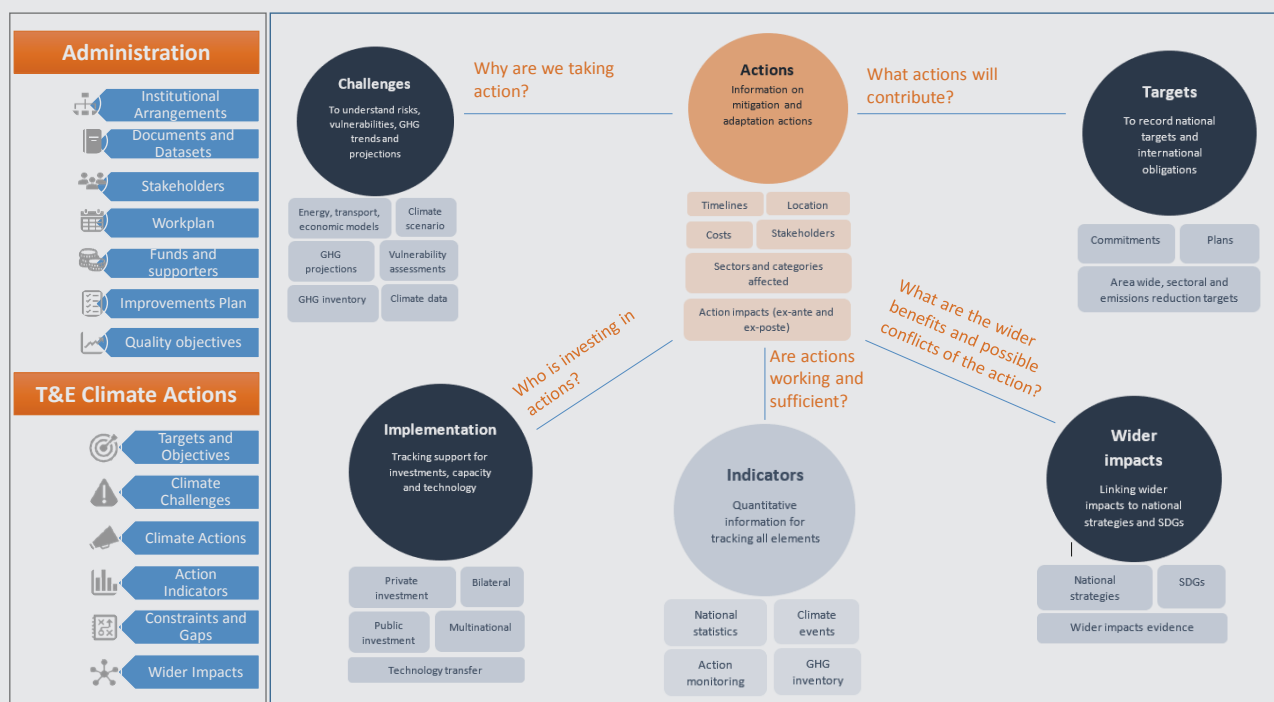 Administration
Institutional
Arrangements
Documents and
Datasets
Stakeholders
Workplan
Funds and
supporters
Improvements Plan
Quality objectives
T&E Climate Actions
Targets and
Objectives
Climate
Challenges
Climate Actions
Action
Indicators
Constraints and
Gaps
Wider Impacts
Challenges
To understand risks,
vulnerabilities, GHG
trends and
projections
Energy, transport,
economic models
Climate
scenario
GHG
projections
Vulnerability
assessments
GHG inventory
Climate data
Why are we taking
action?
Actions
Information on
mitigation and
adaptation actions
Timelines
Location
Costs
Stakeholders
Sectors and categories
affected
Action impacts (ex-ante and
ex-poste)
What actions will
contribute?
Targets
To record national
targets and
international
obligations
Commitments
Plans
Area wide, sectoral and
emissions reduction targets
Who is investing in
actions?
Implementation
Tracking support for
investments, capacity
and technology
Private
investment
Bilateral
Public
investment
Multinational
Technology transfer
Are actions
working and
sufficient?
Indicators
Quantitative
information for
tracking all elements
National
statistics
Climate
events
Action
monitoring
GHG
inventory
What are the wider
benefits and possible
conflicts of the action?
Wider
impacts
Linking wider
impacts to national
strategies and SDGs
National
strategies
SDGs
Wider impacts evidence